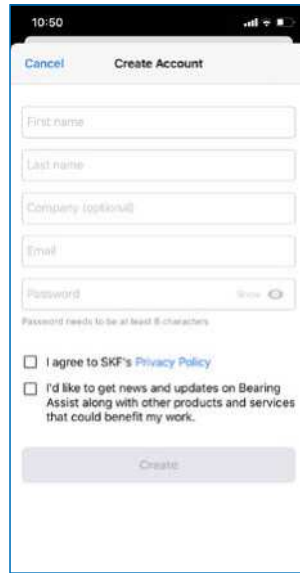 10:50
Cancel Create Account
First name
Last name
Company (optional)
Email
Password Show
Password needs to be at least 8 characters
I agree to SKF's Privacy Policy
I'd like to get news and updates on Bearing
Assist along with other products and services
that could benefit my work.
Create